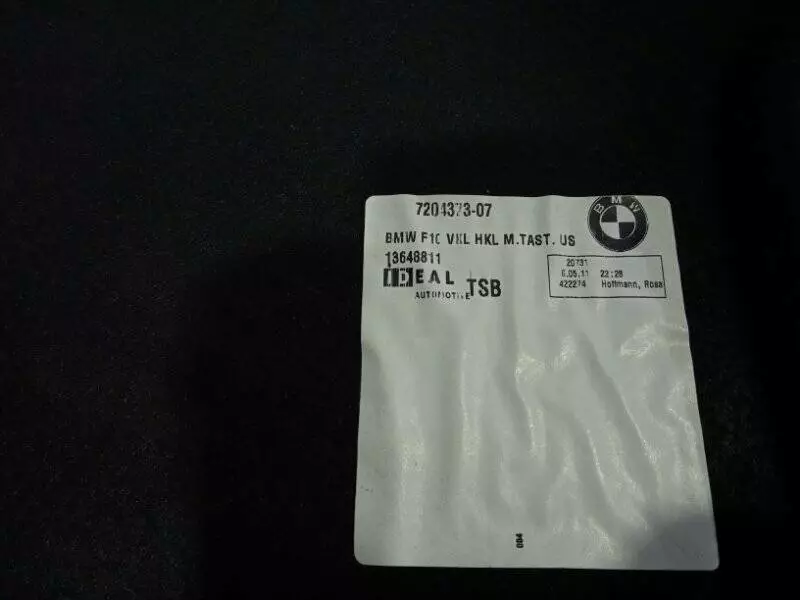 7204373-07
BMW
BMW F10 VKL HKL M.TAST. US
13648811
IDEAL
AUTOMOTIVE
TSB
20731
6.05.11 22:28
422274 Hoffmann, Rosa
004